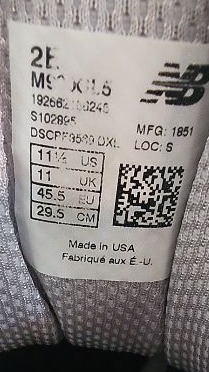 2E
S102895
MFG: 1851
LOC: S
11½ US
11 UK
45.5 EU
29.5 CM
Made in USA
Fabriqué aux É.-U.